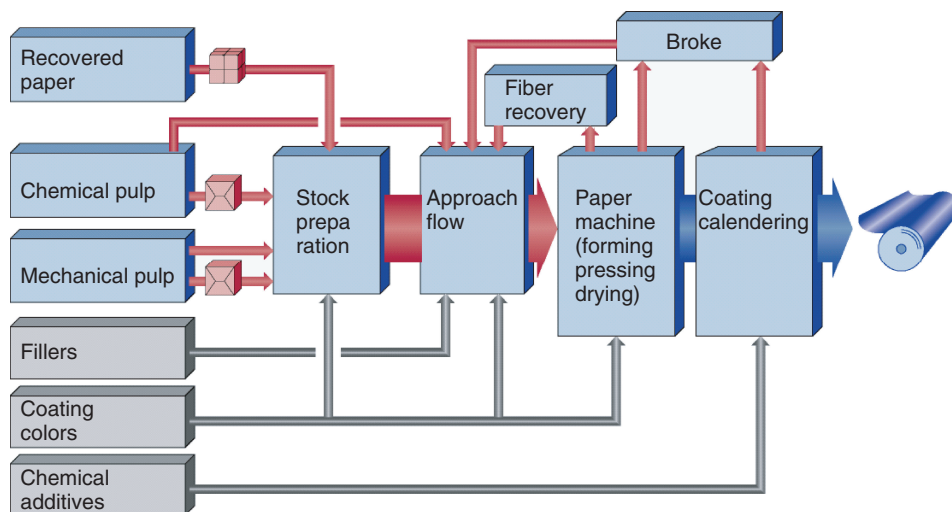 Recovered
paper
Broke
Fiber
recovery
Chemical pulp
Stock
prepa
ration
Approach
flow
Paper
machine
(forming
pressing
drying)
Coating
calendering
Mechanical pulp
Fillers
Coating
colors
Chemical
additives